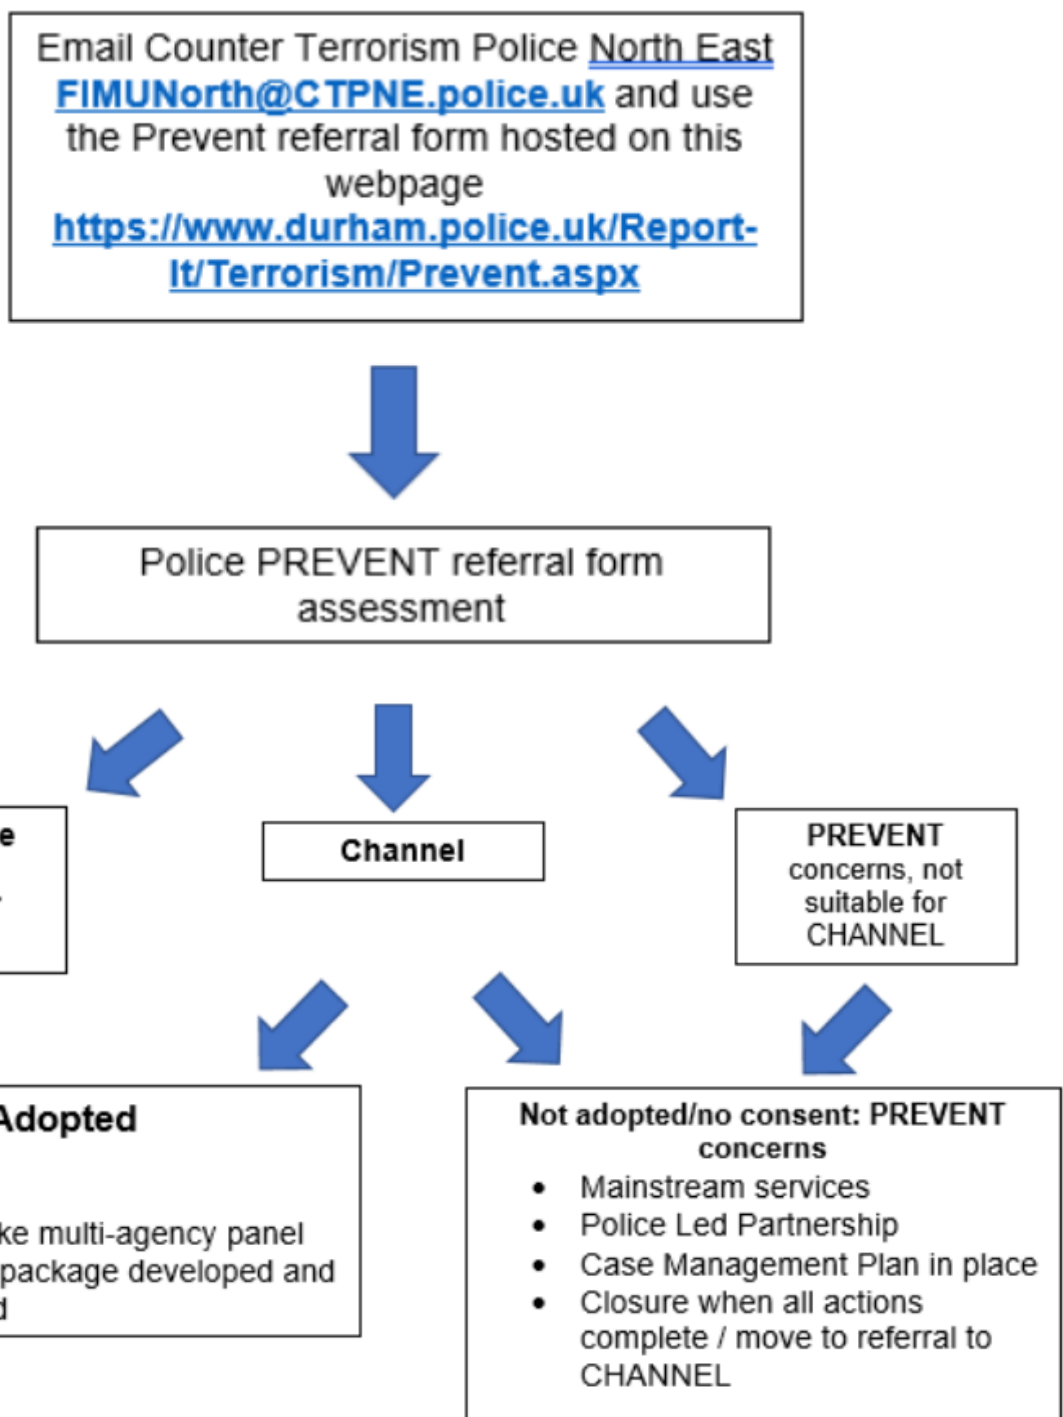 Email Counter Terrorism Police North East
FIMUNorth@CTPNE.police.uk and use
the Prevent referral form hosted on this
webpage
https://www.durham.police.uk/Report-
It/Terrorism/Prevent.aspx
Police PREVENT referral form
assessment
e
Channel
PREVENT
concerns, not
suitable for
CHANNEL
Adopted
ke multi-agency panel
package developed and
d
Not adopted/no consent: PREVENT
concerns
• Mainstream services
• Police Led Partnership
• Case Management Plan in place
• Closure when all actions
complete / move to referral to
CHANNEL